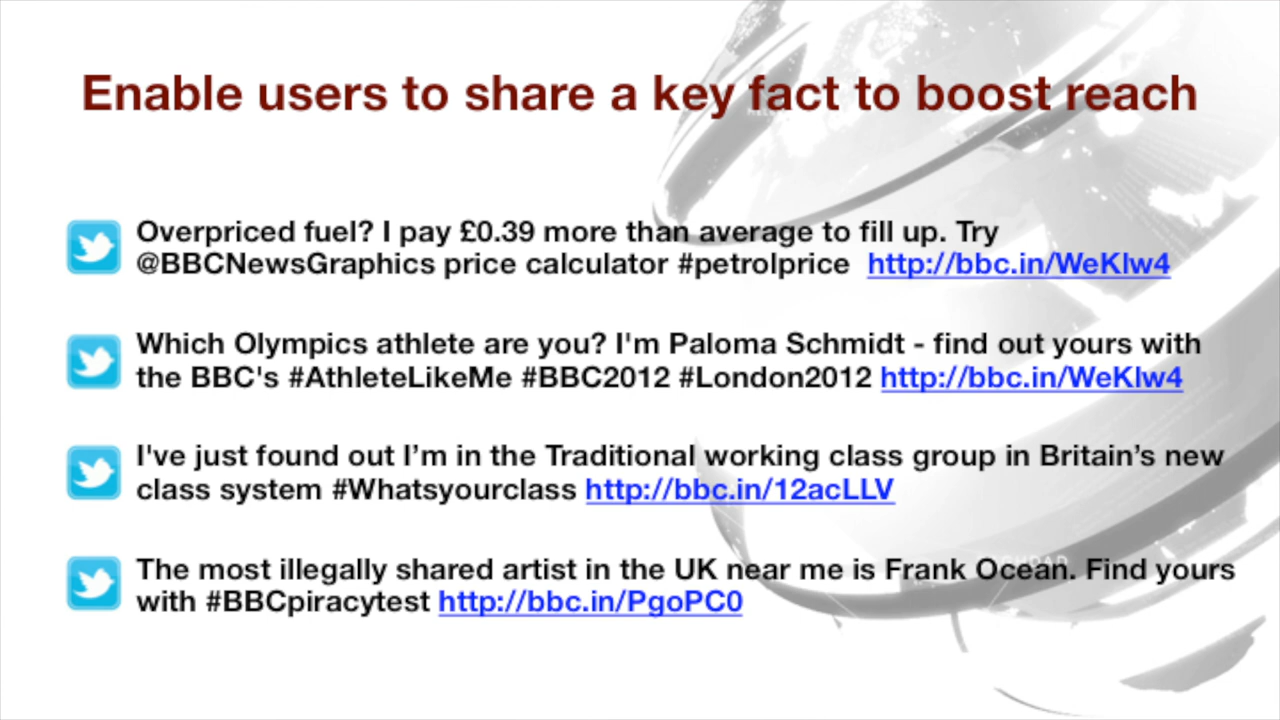 Enable users to share a key fact to boost reach
Overpriced fuel? I pay £0.39 more than average to fill up. Try
@BBCNewsGraphics price calculator #petrolprice http://bbc.in/WeKlw4
Which Olympics athlete are you? I'm Paloma Schmidt - find out yours with
the BBC's #AthleteLikeMe #BBC2012 #London2012 http://bbc.in/WeKlw4
I've just found out I’m in the Traditional working class group in Britain’s new
class system #Whatsyourclass http://bbc.in/12acLLV
The most illegally shared artist in the UK near me is Frank Ocean. Find yours
with #BBCpiracytest http://bbc.in/PgoPC0